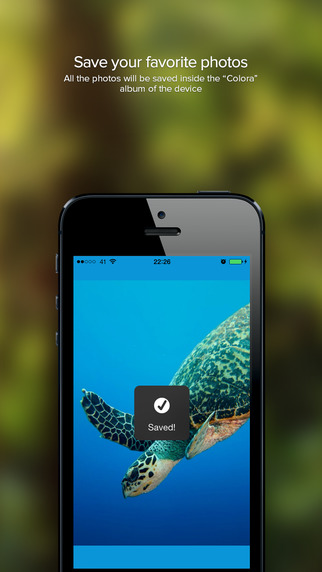 Save your favorite photos
All the photos will be saved inside the “Colora”
album of the device
41 22:26
Saved!